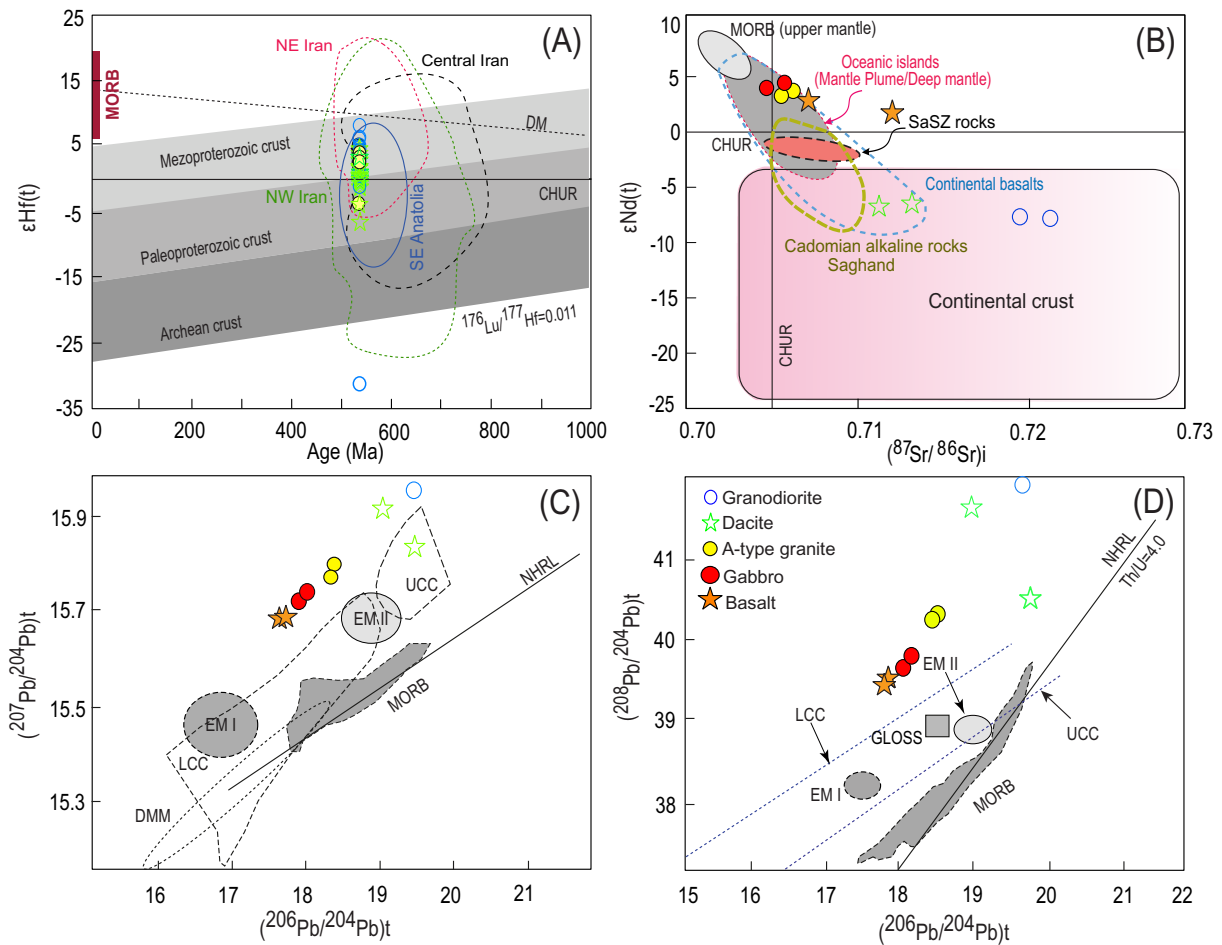 (A)
25
15
5
-5
-15
-25
-35
εHf(t)
MORB
NE Iran
Central Iran
DM
Mezoproterozoic crust
CHUR
NW Iran
SE Anatolia
Paleoproterozoic crust
Archean crust
176Lu/177Hf=0.011
0
200
400
600
800
1000
Age (Ma)
(B)
10
5
0
-5
-10
-15
-20
-25
εNd(t)
MORB (upper mantle)
Oceanic islands
(Mantle Plume/Deep mantle)
SaSZ rocks
CHUR
Continental basalts
Cadomian alkaline rocks
Saghand
Continental crust
CHUR
0.70
0.71
0.72
0.73
(87Sr/ 86Sr)i
(C)
15.9
15.7
15.5
15.3
(207Pb/204Pb)t
NHRL
UCC
EM II
MORB
EM I
LCC
DMM
16
17
18
19
20
21
(206Pb/204Pb)t
(D)
Granodiorite
Dacite
A-type granite
Gabbro
Basalt
41
40
39
38
(208Pb/204Pb)t
NHRL
Th/U=4.0
EM II
LCC
GLOSS
UCC
EM I
MORB
15
16
17
18
19
20
21
22
(206Pb/204Pb)t